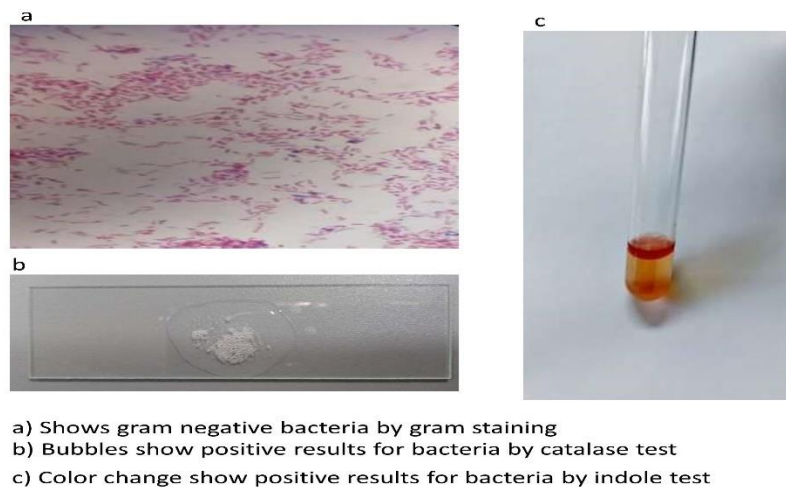 a
c
b
a) Shows gram negative bacteria by gram staining
b) Bubbles show positive results for bacteria by catalase test
c) Color change show positive results for bacteria by indole test